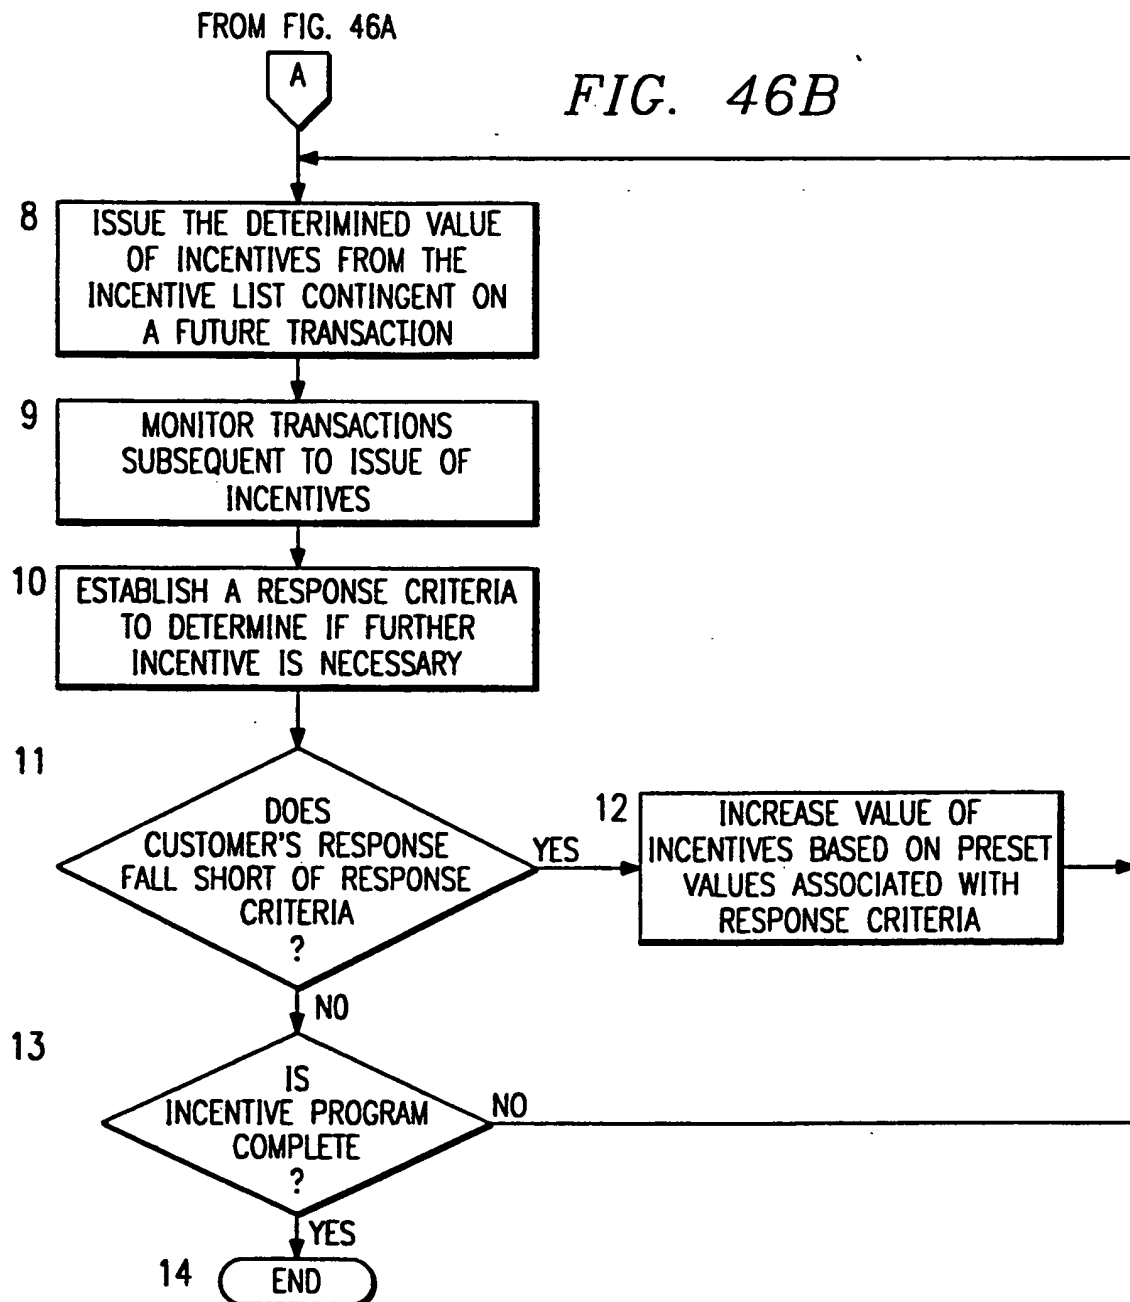 FROM FIG. 46A
A
FIG. 46B
8
ISSUE THE DETERIMINED VALUE
OF INCENTIVES FROM THE
INCENTIVE LIST CONTINGENT ON
A FUTURE TRANSACTION
9
MONITOR TRANSACTIONS
SUBSEQUENT TO ISSUE OF
INCENTIVES
10
ESTABLISH A RESPONSE CRITERIA
TO DETERMINE IF FURTHER
INCENTIVE IS NECESSARY
11
DOES
CUSTOMER'S RESPONSE
FALL SHORT OF RESPONSE
CRITERIA
?
YES
12
INCREASE VALUE OF
INCENTIVES BASED ON PRESET
VALUES ASSOCIATED WITH
RESPONSE CRITERIA
NO
13
IS
INCENTIVE PROGRAM
COMPLETE
?
NO
YES
14
END